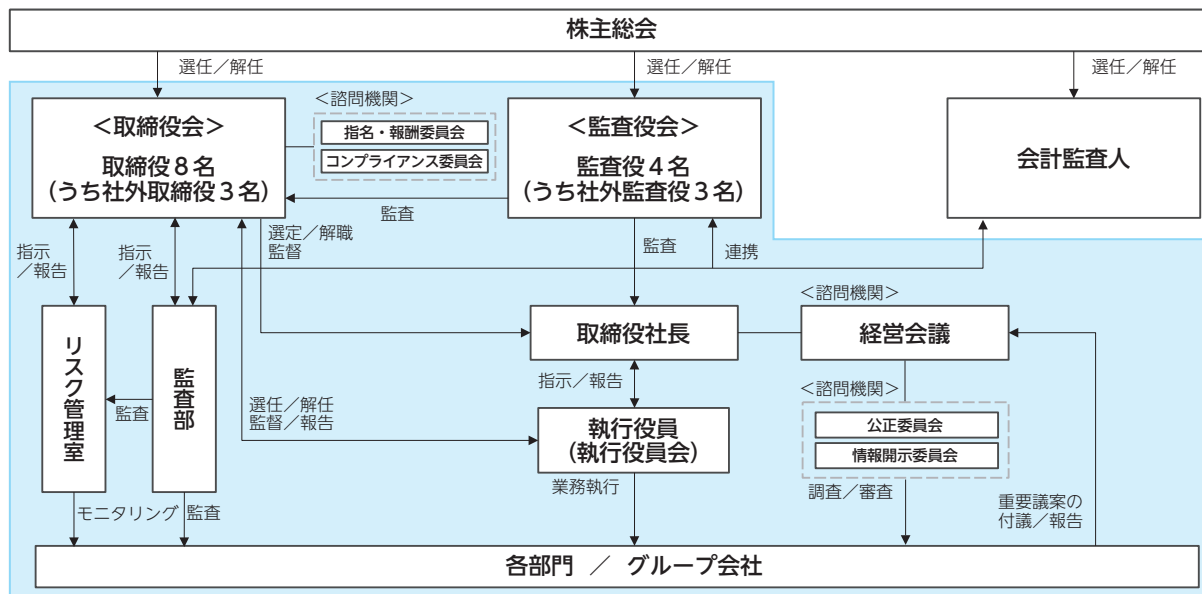 株主総会
選任／解任
選任／解任
選任／解任
＜諮問機関＞
＜取締役会＞
取締役８名
（うち社外取締役３名）
指名・報酬委員会
コンプライアンス委員会
＜監査役会＞
監査役４名
（うち社外監査役３名）
会計監査人
監査
指示
／報告
指示
／報告
選定／解職
監督
監査
連携
＜諮問機関＞
リスク管理室
監査部
取締役社長
経営会議
監査
指示／報告
＜諮問機関＞
選任／解任
監督／報告
執行役員
（執行役員会）
公正委員会
情報開示委員会
モニタリング
監査
業務執行
調査／審査
重要議案の
付議／報告
各部門 ／ グループ会社